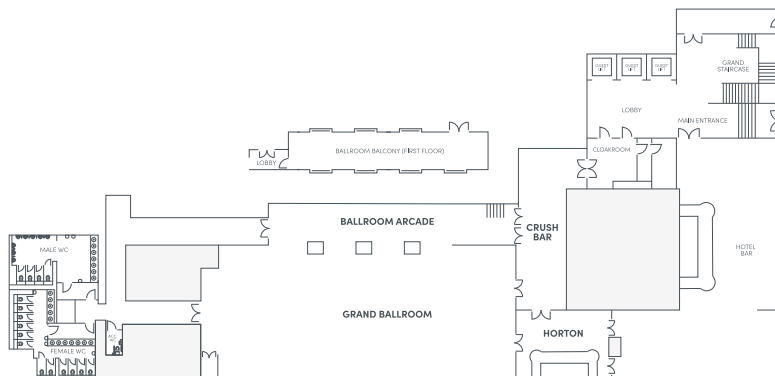 GUEST
LIFT
GUEST
LIFT
GUEST
LIFT
GRAND
STAIRCASE
LOBBY
MAIN ENTRANCE
BALLROOM BALCONY (FIRST FLOOR)
LOBBY
CLOAKROOM
BALLROOM ARCADE
CRUSH
BAR
MALE WC
HOTEL
BAR
GRAND BALLROOM
HORTON
FEMALE WC